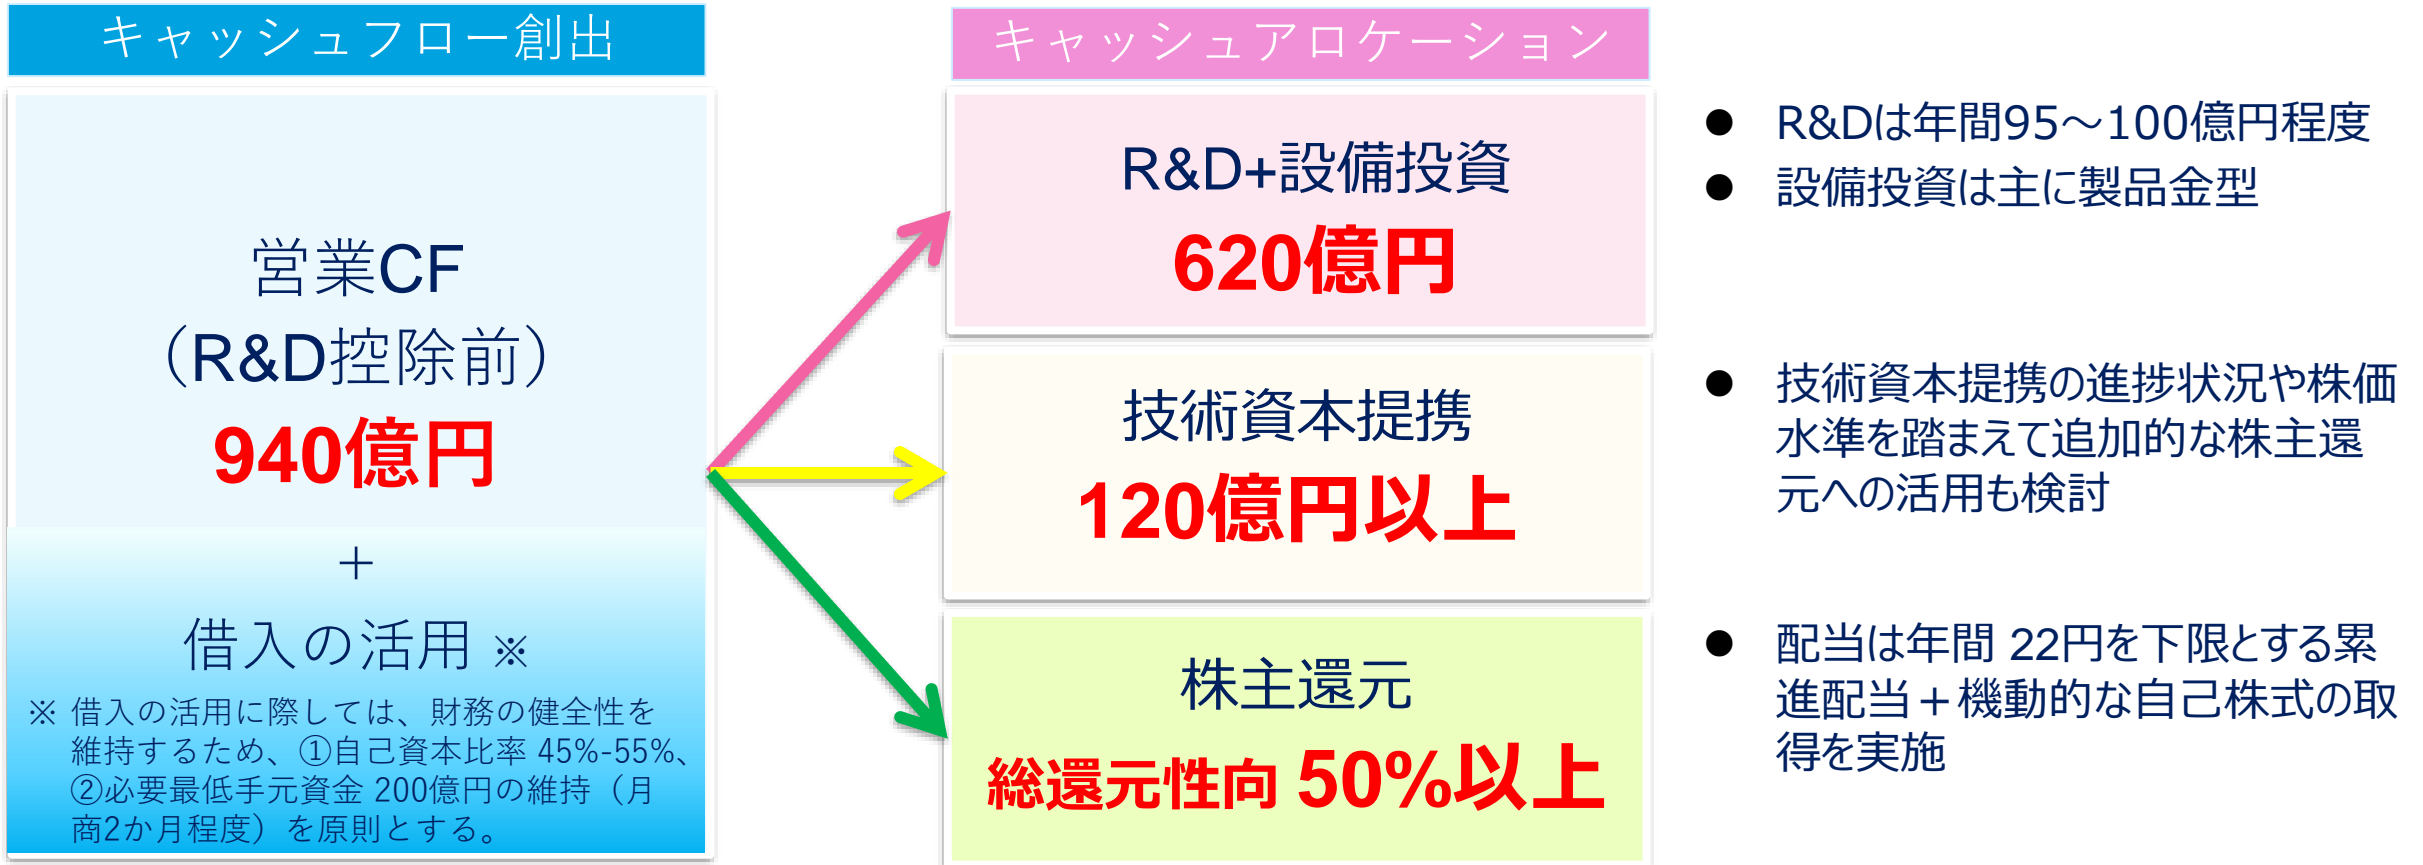 キャッシュフロー創出
営業CF
（R&D控除前）
940億円
＋
借入の活用 ※
※ 借入の活用に際しては、財務の健全性を
維持するため、①自己資本比率 45%-55%、
②必要最低手元資金 200億円の維持（月
商2か月程度）を原則とする。
キャッシュアロケーション
R&D+設備投資
620億円
技術資本提携
120億円以上
株主還元
総還元性向 50%以上
● R&Dは年間95～100億円程度
● 設備投資は主に製品金型
● 技術資本提携の進捗状況や株価
水準を踏まえて追加的な株主還
元への活用も検討
● 配当は年間 22円を下限とする累
進配当＋機動的な自己株式の取
得を実施